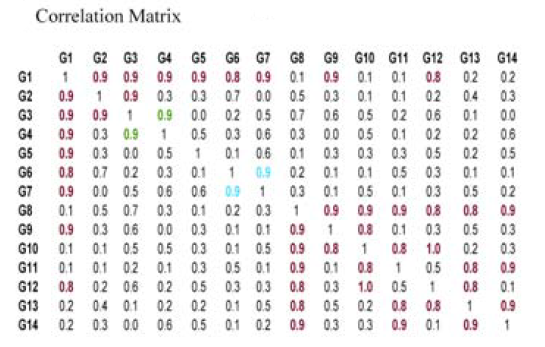 Correlation Matrix
G1 G2 G3 G4 G5 G6 G7 G8 G9 G10 G11 G12 G13 G14
G1 1 0.9 0.9 0.9 0.9 0.8 0.9 0.1 0.9 0.1 0.1 0.8 0.2 0.2
G2 0.9 1 0.9 0.3 0.3 0.7 0.0 0.5 0.3 0.1 0.1 0.2 0.4 0.3
G3 0.9 0.9 1 0.9 0.0 0.2 0.5 0.7 0.6 0.5 0.2 0.6 0.1 0.0
G4 0.9 0.3 0.9 1 0.5 0.3 0.6 0.3 0.0 0.5 0.1 0.2 0.2 0.6
G5 0.9 0.3 0.0 0.5 1 0.1 0.6 0.1 0.3 0.3 0.3 0.5 0.2 0.5
G6 0.8 0.7 0.2 0.3 0.1 1 0.9 0.2 0.1 0.1 0.5 0.3 0.1 0.1
G7 0.9 0.0 0.5 0.6 0.6 0.9 1 0.3 0.1 0.5 0.1 0.3 0.5 0.2
G8 0.1 0.5 0.7 0.3 0.1 0.2 0.3 1 0.9 0.9 0.9 0.8 0.8 0.9
G9 0.9 0.3 0.6 0.0 0.3 0.1 0.1 0.9 1 0.8 0.1 0.3 0.5 0.3
G10 0.1 0.1 0.5 0.5 0.3 0.1 0.5 0.9 0.8 1 0.8 1.0 0.2 0.3
G11 0.1 0.1 0.2 0.1 0.3 0.5 0.1 0.9 0.1 0.8 1 0.5 0.8 0.9
G12 0.8 0.2 0.6 0.2 0.5 0.3 0.3 0.8 0.3 1.0 0.5 1 0.8 0.1
G13 0.2 0.4 0.1 0.2 0.2 0.1 0.5 0.8 0.5 0.2 0.8 0.8 1 0.9
G14 0.2 0.3 0.0 0.6 0.5 0.1 0.2 0.9 0.3 0.3 0.9 0.1 0.9 1